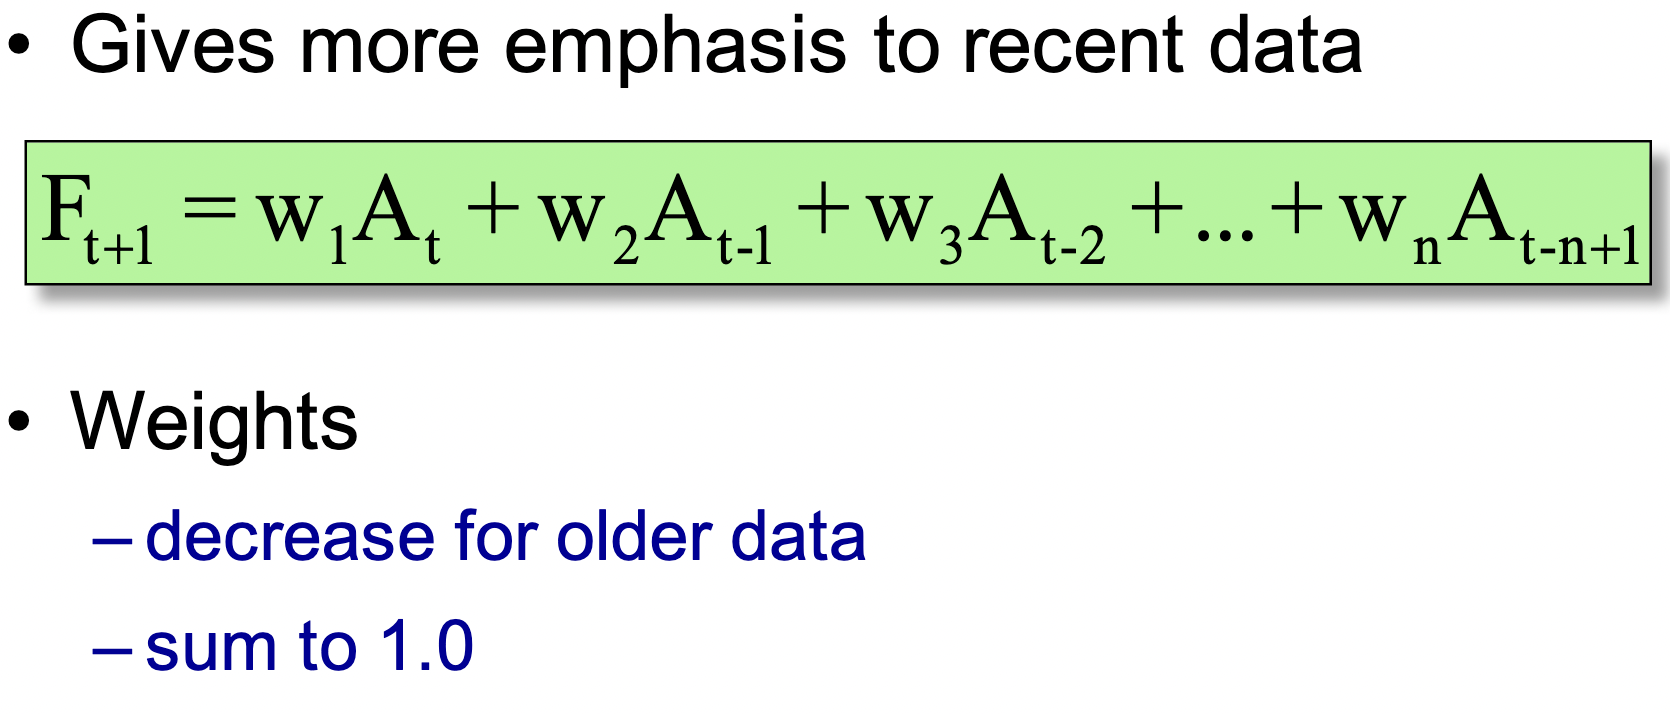 • Gives more emphasis to recent data
Fₜ₊₁ = w₁Aₜ + w₂Aₜ₋₁ + w₃Aₜ₋₂ +...+ wₙAₜ₋ₙ₊₁
• Weights
– decrease for older data
– sum to 1.0